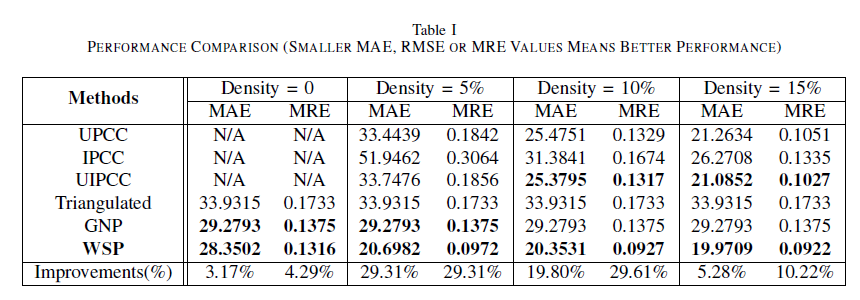 Table I
PERFORMANCE COMPARISON (SMALLER MAE, RMSE OR MRE VALUES MEANS BETTER PERFORMANCE)
Methods Density = 0 Density = 5% Density = 10% Density = 15%
MAE MRE MAE MRE MAE MRE MAE MRE
UPCC N/A N/A 33.4439 0.1842 25.4751 0.1329 21.2634 0.1051
IPCC N/A N/A 51.9462 0.3064 31.3841 0.1674 26.2708 0.1335
UIPCC N/A N/A 33.7476 0.1856 25.3795 0.1317 21.0852 0.1027
Triangulated 33.9315 0.1733 33.9315 0.1733 33.9315 0.1733 33.9315 0.1733
GNP 29.2793 0.1375 29.2793 0.1375 29.2793 0.1375 29.2793 0.1375
WSP 28.3502 0.1316 20.6982 0.0972 20.3531 0.0927 19.9709 0.0922
Improvements(%) 3.17% 4.29% 29.31% 29.31% 19.80% 29.61% 5.28% 10.22%